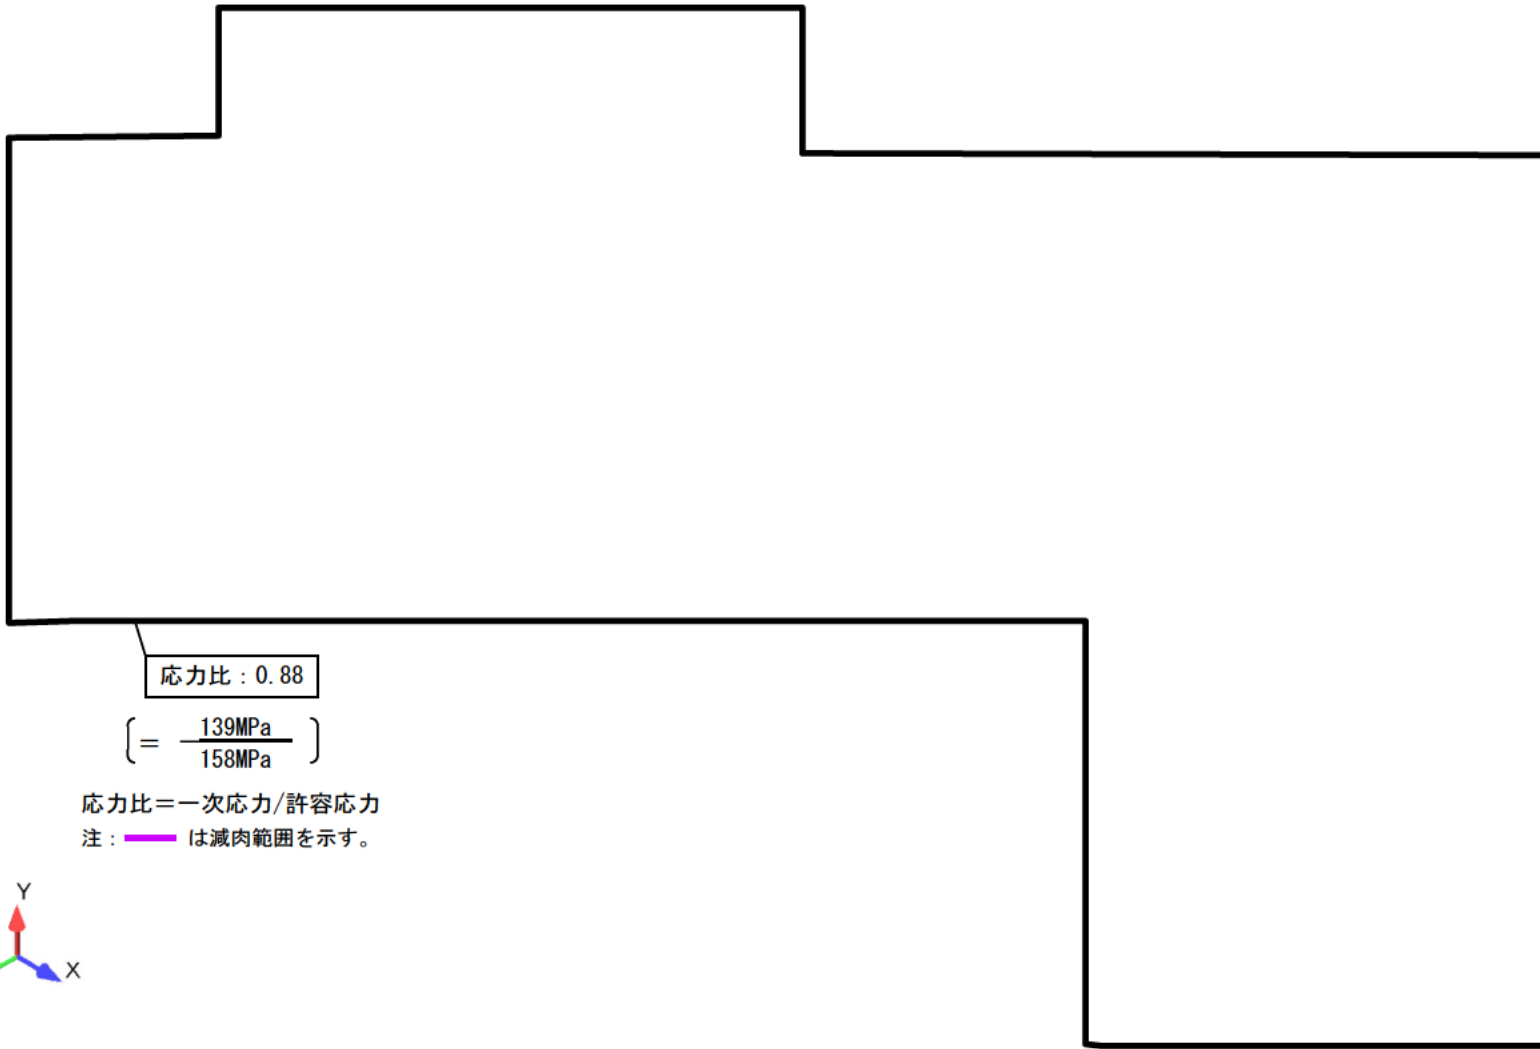 応力比：0.88
〔= 139MPa
158MPa〕
応力比＝一次応力/許容応力
注： は減肉範囲を示す。
Y
X